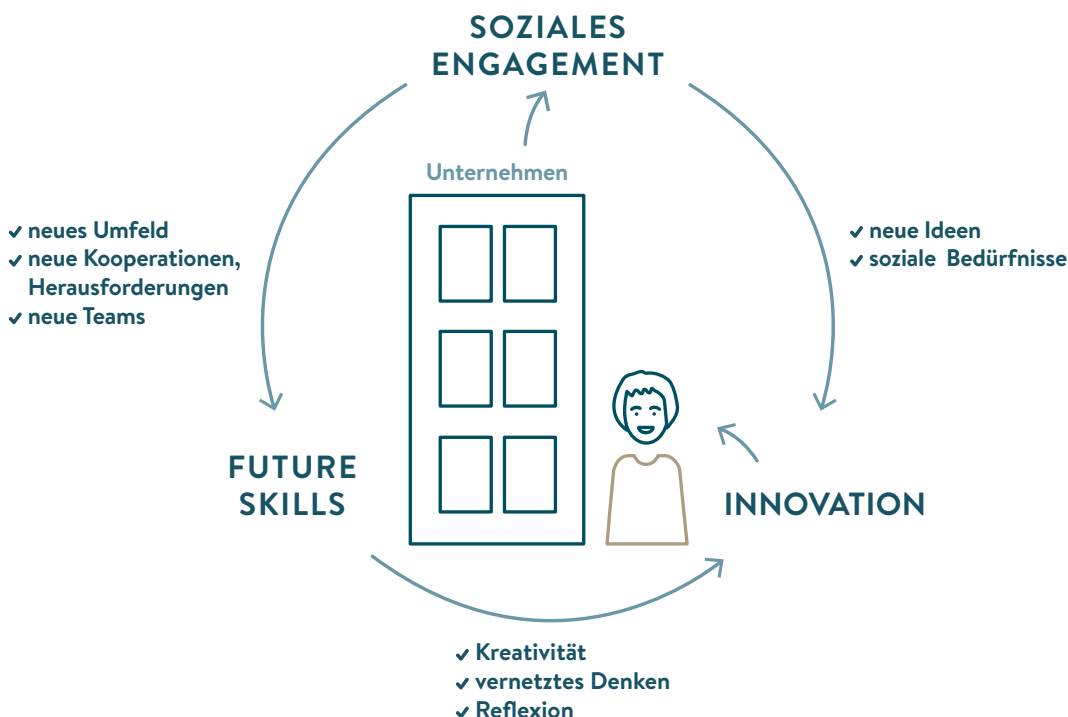 SOZIALES
ENGAGEMENT
Unternehmen
✓ neues Umfeld
✓ neue Kooperationen,
Herausforderungen
✓ neue Teams
✓ neue Ideen
✓ soziale Bedürfnisse
FUTURE
SKILLS
INNOVATION
✓ Kreativität
✓ vernetztes Denken
✓ Reflexion